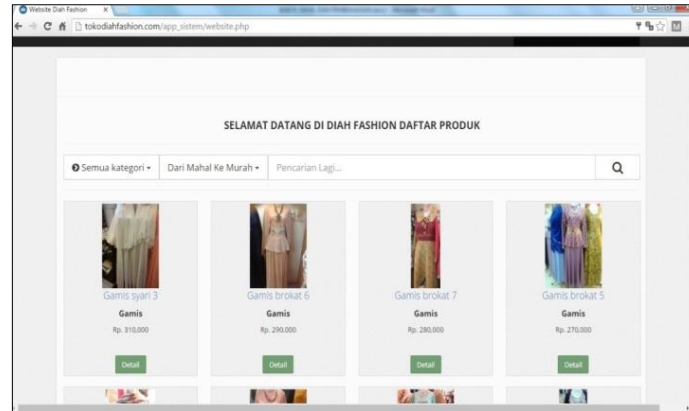 Website Diah Fashion
tokodiahfashion.com/app_sistem/website.php
SELAMAT DATANG DI DIAH FASHION DAFTAR PRODUK
Semua kategori
Dari Mahal Ke Murah
Pencarian Lagi...
Gamis syari 3
Gamis
Rp. 310,000
Detail
Gamis brokat 6
Gamis
Rp. 290,000
Detail
Gamis brokat 7
Gamis
Rp. 280,000
Detail
Gamis brokat 5
Gamis
Rp. 270,000
Detail